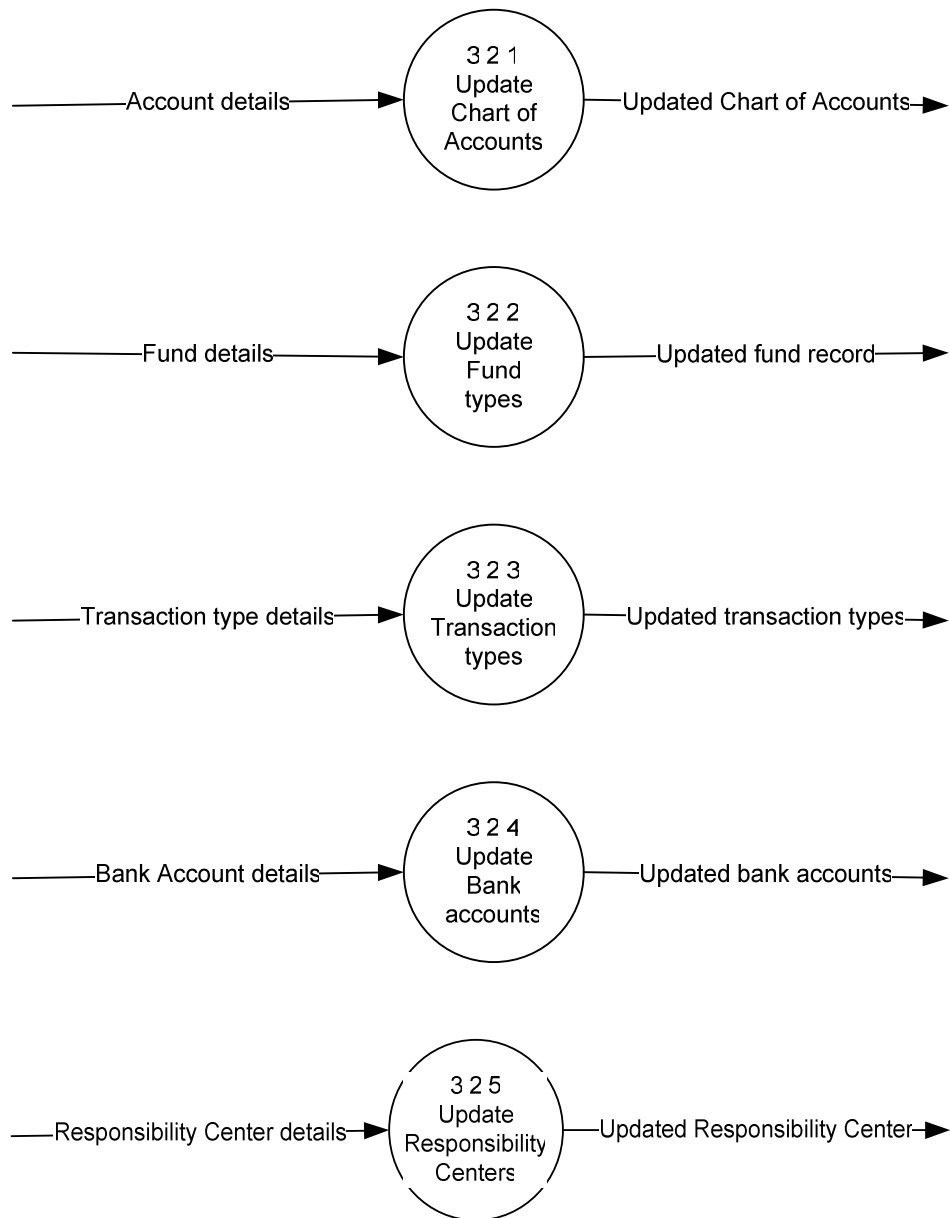 3 2 1
Update
Chart of
Accounts
Account details
Updated Chart of Accounts
3 2 2
Update
Fund
types
Fund details
Updated fund record
3 2 3
Update
Transaction
types
Transaction type details
Updated transaction types
3 2 4
Update
Bank
accounts
Bank Account details
Updated bank accounts
3 2 5
Update
Responsibility
Centers
Responsibility Center details
Updated Responsibility Center